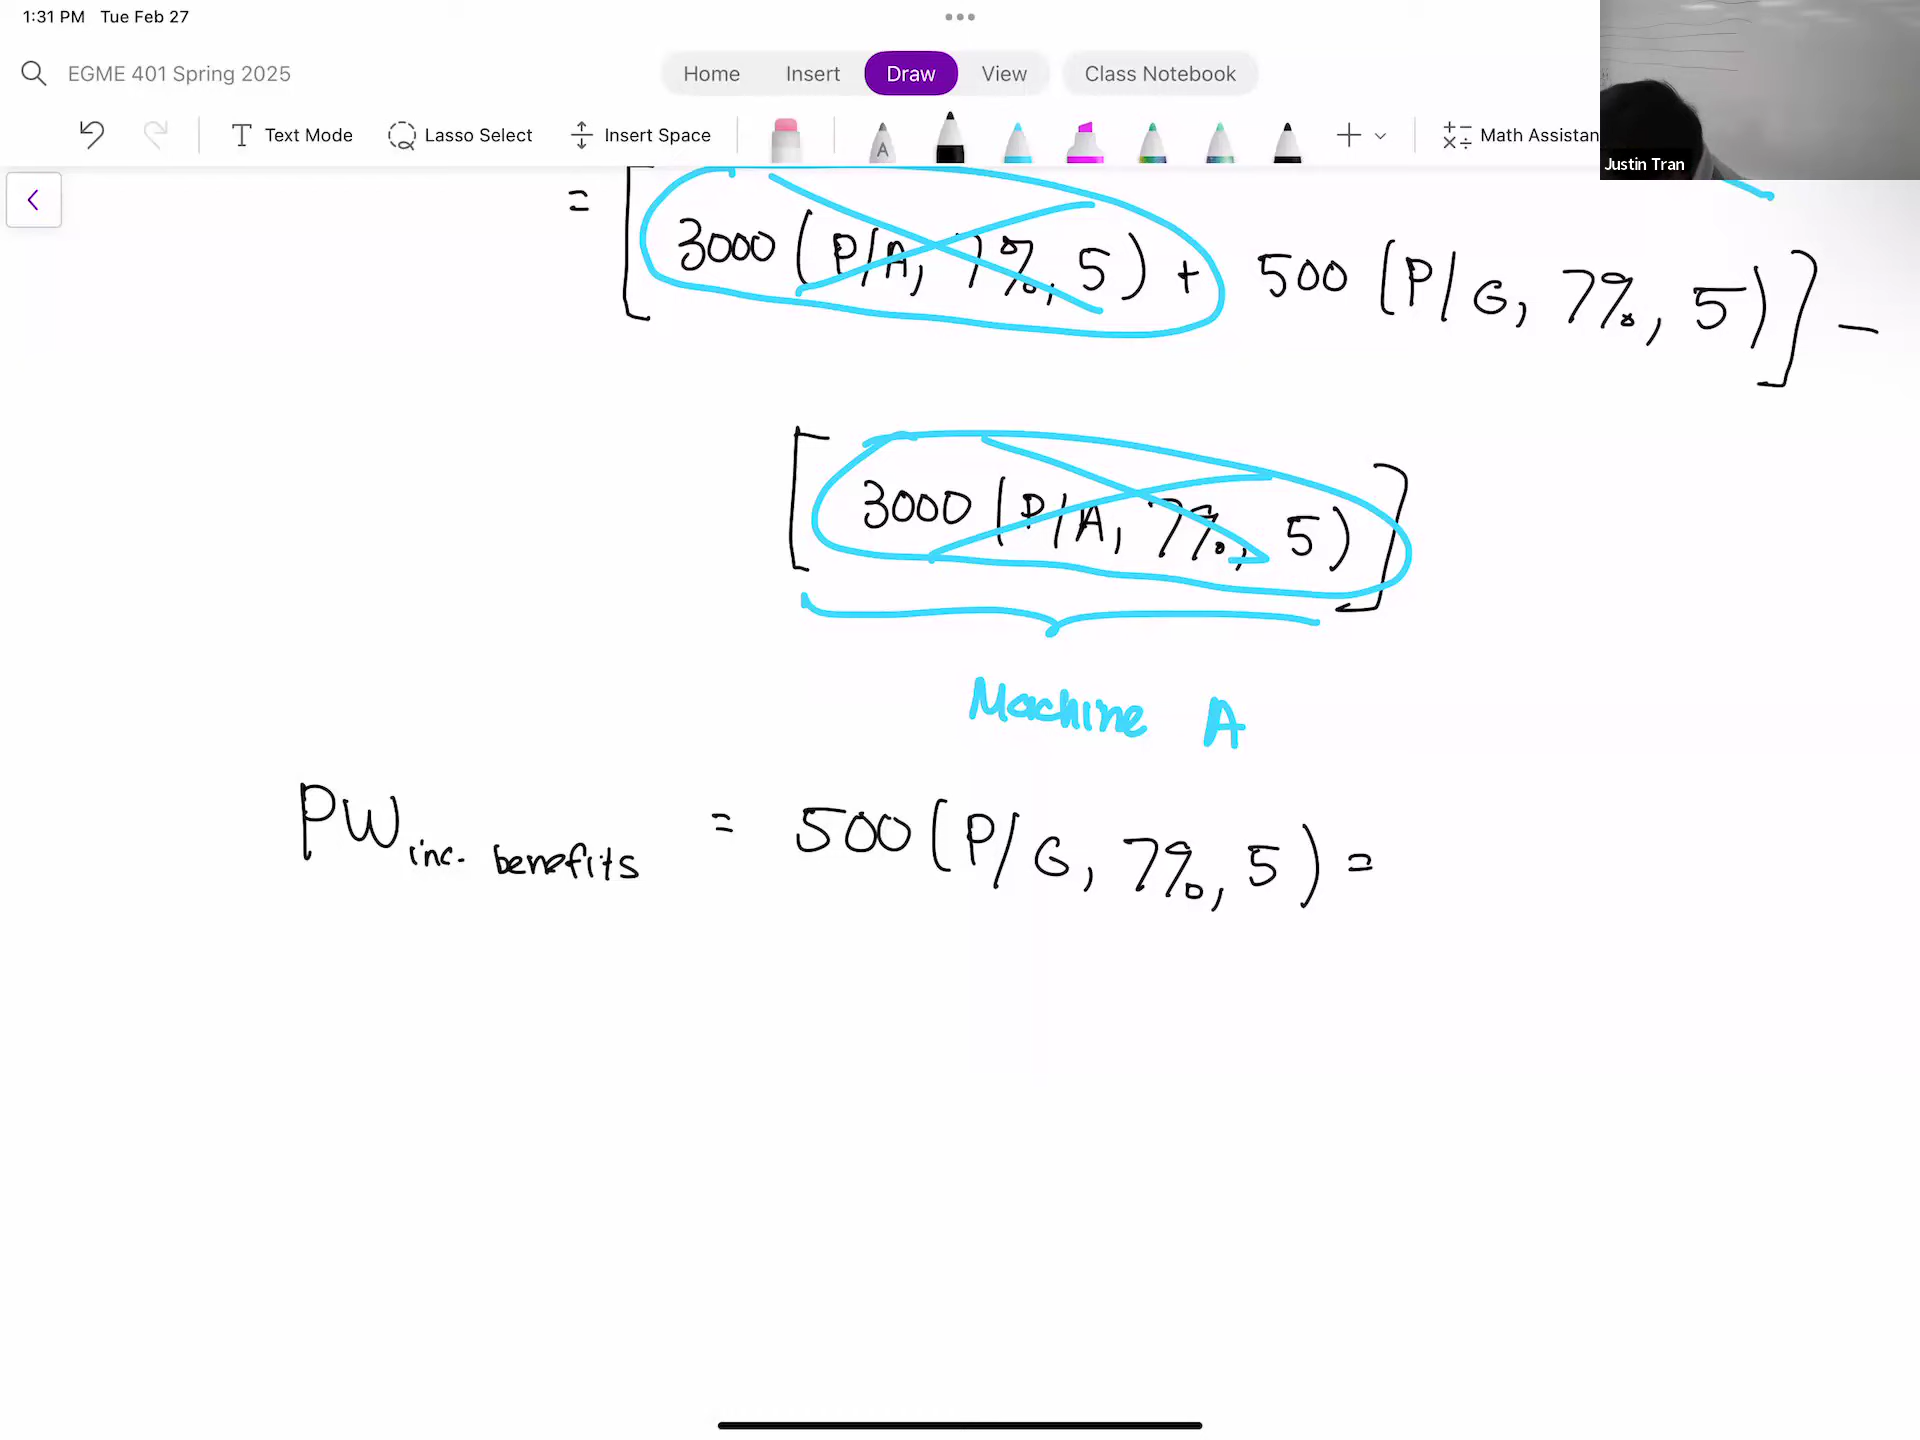 1:31 PM Tue Feb 27
EGME 401 Spring 2025
Home Insert Draw View Class Notebook
Text Mode Lasso Select Insert Space A Math Assistan
Justin Tran
= [ 3000 (P/A, 7%, 5) + 500 (P/G, 7%, 5) ] −
[ 3000 (P/A, 7%, 5) ]
Machine A
PW inc. benefits = 500 (P/G, 7%, 5) =